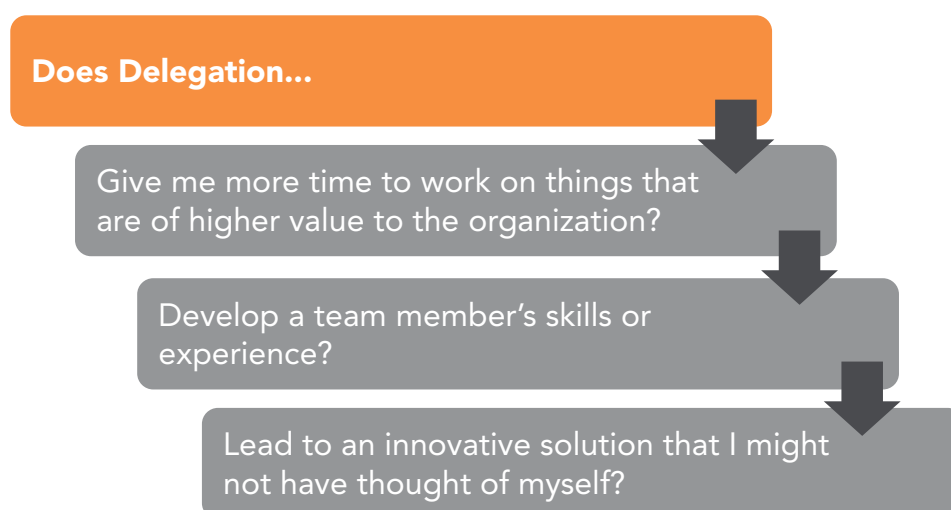 Does Delegation...
Give me more time to work on things that
are of higher value to the organization?
Develop a team member’s skills or
experience?
Lead to an innovative solution that I might
not have thought of myself?